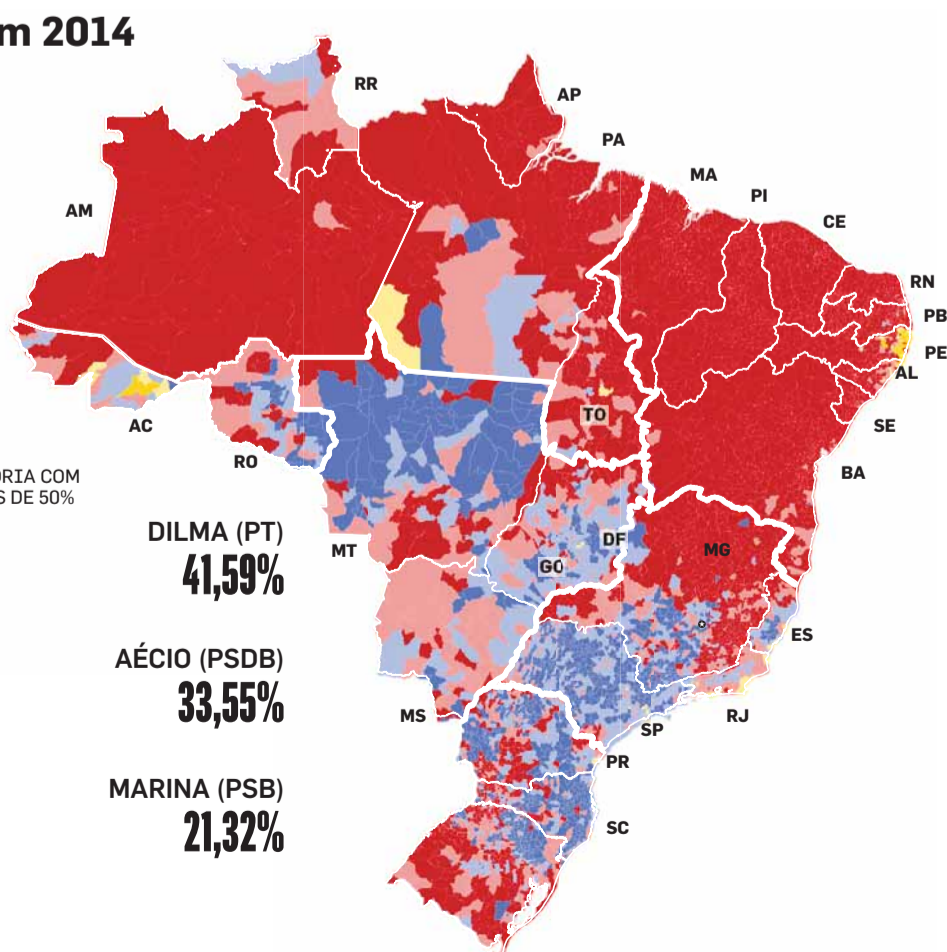 m 2014
RR
AP
PA
MA
PI
CE
AM
RN
PB
PE
AL
TO
SE
AC
RO
BA
ÓRIA COM
S DE 50%
DILMA (PT)
41,59%
MT
DF
MG
GO
AÉCIO (PSDB)
33,55%
ES
MS
SP
RJ
PR
MARINA (PSB)
21,32%
SC